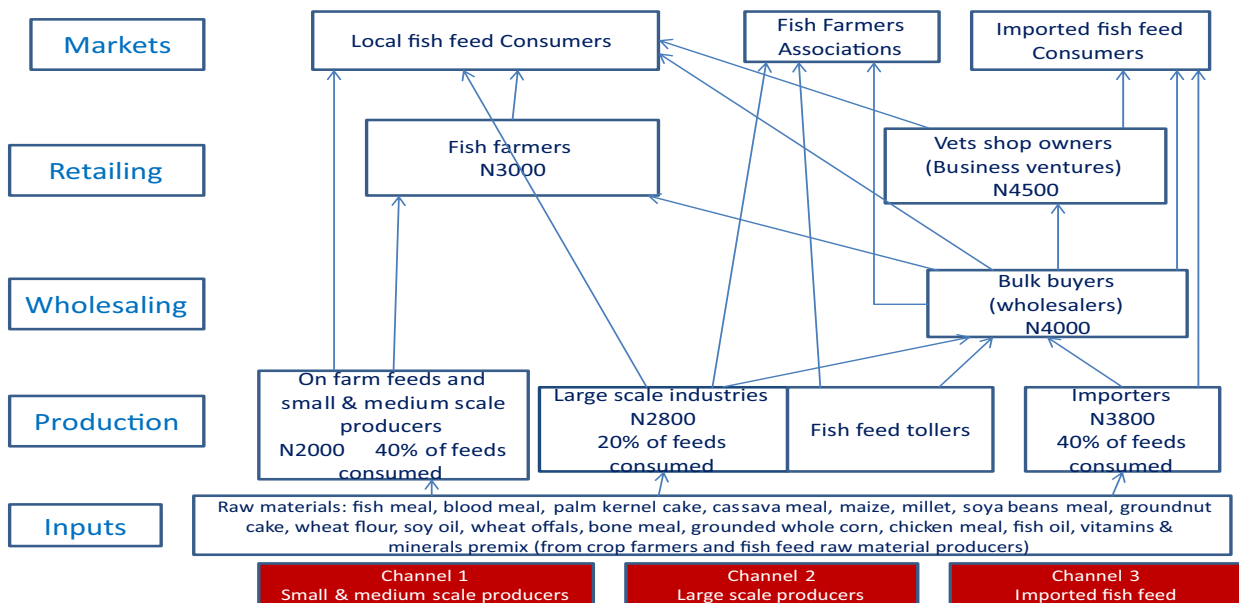 Markets
Local fish feed Consumers
Fish Farmers
Associations
Imported fish feed
Consumers
Retailing
Fish farmers
N3000
Vets shop owners
(Business ventures)
N4500
Wholesaling
Bulk buyers
(wholesalers)
N4000
Production
On farm feeds and
small & medium scale
producers
N2000 40% of feeds
consumed
Large scale industries
N2800
20% of feeds
consumed
Fish feed tollers
Importers
N3800
40% of feeds
consumed
Inputs
Raw materials: fish meal, blood meal, palm kernel cake, cassava meal, maize, millet, soya beans meal, groundnut
cake, wheat flour, soy oil, wheat offals, bone meal, grounded whole corn, chicken meal, fish oil, vitamins &
minerals premix (from crop farmers and fish feed raw material producers)
Channel 1
Small & medium scale producers
Channel 2
Large scale producers
Channel 3
Imported fish feed